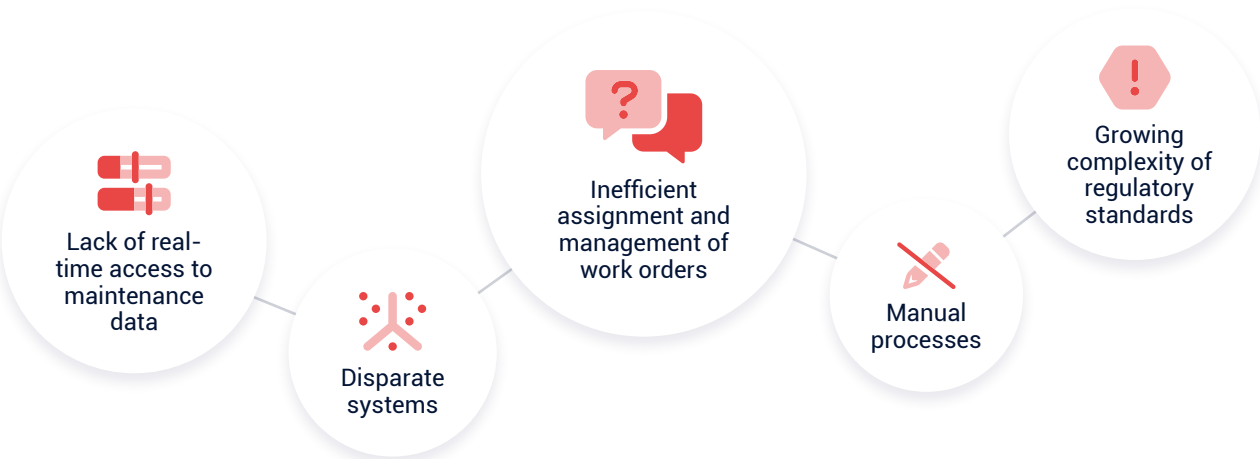 Lack of real-
time access to
maintenance
data
Disparate
systems
?
Inefficient
assignment and
management of
work orders
Manual
processes
!
Growing
complexity of
regulatory
standards